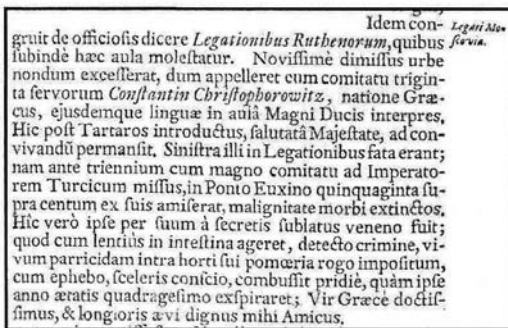 Idem con-
Legati Mo-
scoviæ.
gruit de officiosis dicere Legationibus Ruthenorum, quibus
subindè hæc aula molestatur. Novissimè dimissus urbe
nondum excesserat, dum appelleret cum comitatu trigin-
ta servorum Constantin Christophorowitz, natione Græ-
cus, ejusdemque linguæ in aulâ Magni Ducis interpres.
Hic post Tartaros introductus, salutatâ Majestate, ad con-
vivandũ permansit. Sinistra illi in Legationibus fata erant;
nam ante triennium cum magno comitatu ad Imperato-
rem Turcicum missus, in Ponto Euxino quinquaginta su-
pra centum ex suis amiserat, malignitate morbi extinctos.
Hîc verò ipse per suum à secretis sublatus veneno fuit;
quod cum lentiùs in intestina ageret, detecto crimine, vi-
vum parricidam intra horti sui pomœria rogo impositum,
cum ephebo, sceleris conscio, combussit pridiè, quàm ipse
anno ætatis quadragesimo exspiraret; Vir Græcè doctis-
simus, & longioris ævi dignus mihi Amicus.